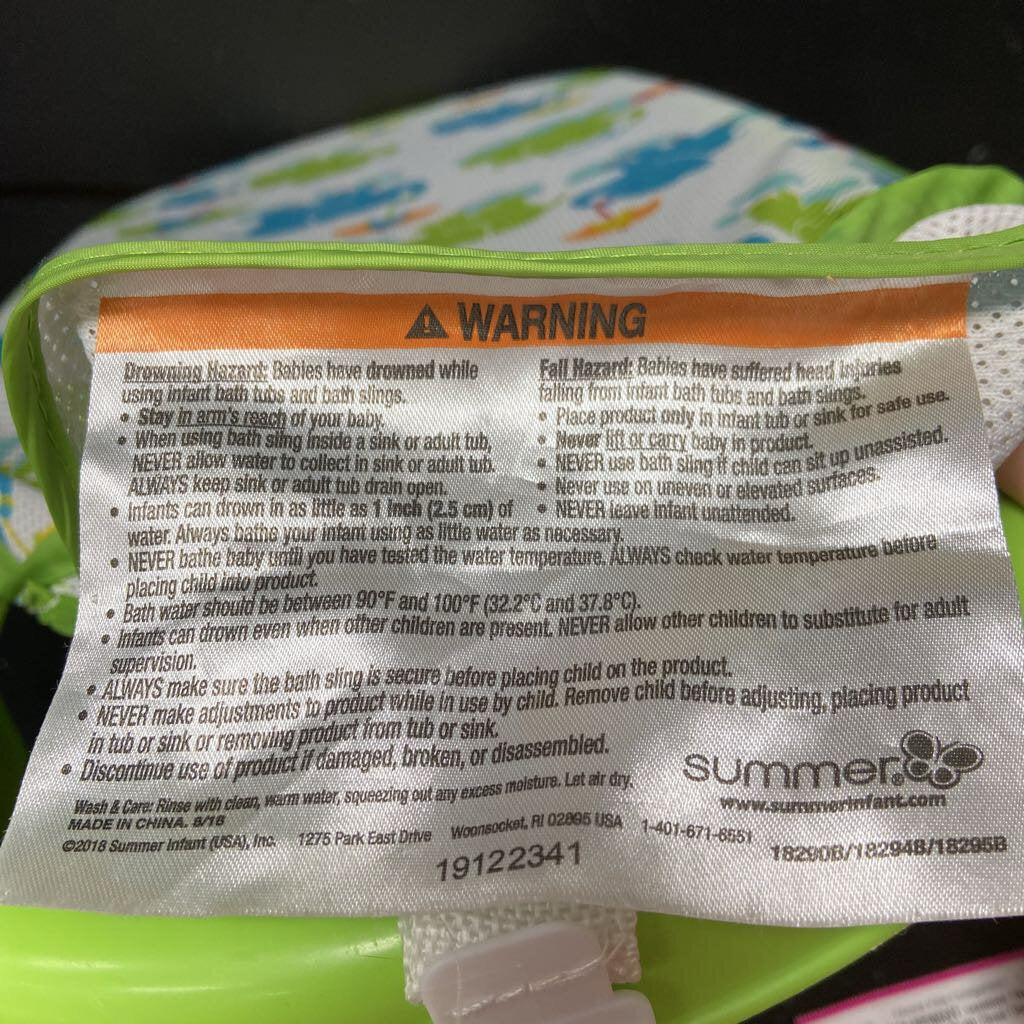 ⚠ WARNING
Drowning Hazard: Babies have drowned while
using infant bath tubs and bath slings.
• Stay in arm's reach of your baby.
• When using bath sling inside a sink or adult tub,
NEVER allow water to collect in sink or adult tub.
ALWAYS keep sink or adult tub drain open.
• Infants can drown in as little as 1 inch (2.5 cm) of
water. Always bathe your infant using as little water as necessary.
Fall Hazard: Babies have suffered head injuries
falling from infant bath tubs and bath slings.
• Place product only in infant tub or sink for safe use.
• Never lift or carry baby in product.
• NEVER use bath sling if child can sit up unassisted.
• Never use on uneven or elevated surfaces.
• NEVER leave infant unattended.
• NEVER bathe baby until you have tested the water temperature. ALWAYS check water temperature before
placing child into product.
• Bath water should be between 90°F and 100°F (32.2°C and 37.8°C).
• Infants can drown even when other children are present. NEVER allow other children to substitute for adult
supervision.
• ALWAYS make sure the bath sling is secure before placing child on the product.
• NEVER make adjustments to product while in use by child. Remove child before adjusting, placing product
in tub or sink or removing product from tub or sink.
• Discontinue use of product if damaged, broken, or disassembled.
summer.
www.summerinfant.com
Wash & Care: Rinse with clean, warm water, squeezing out any excess moisture. Let air dry.
MADE IN CHINA. 8/18
©2018 Summer Infant (USA), Inc. 1275 Park East Drive Woonsocket, RI 02895 USA 1-401-671-6551
19122341
18290B/18294B/18295B